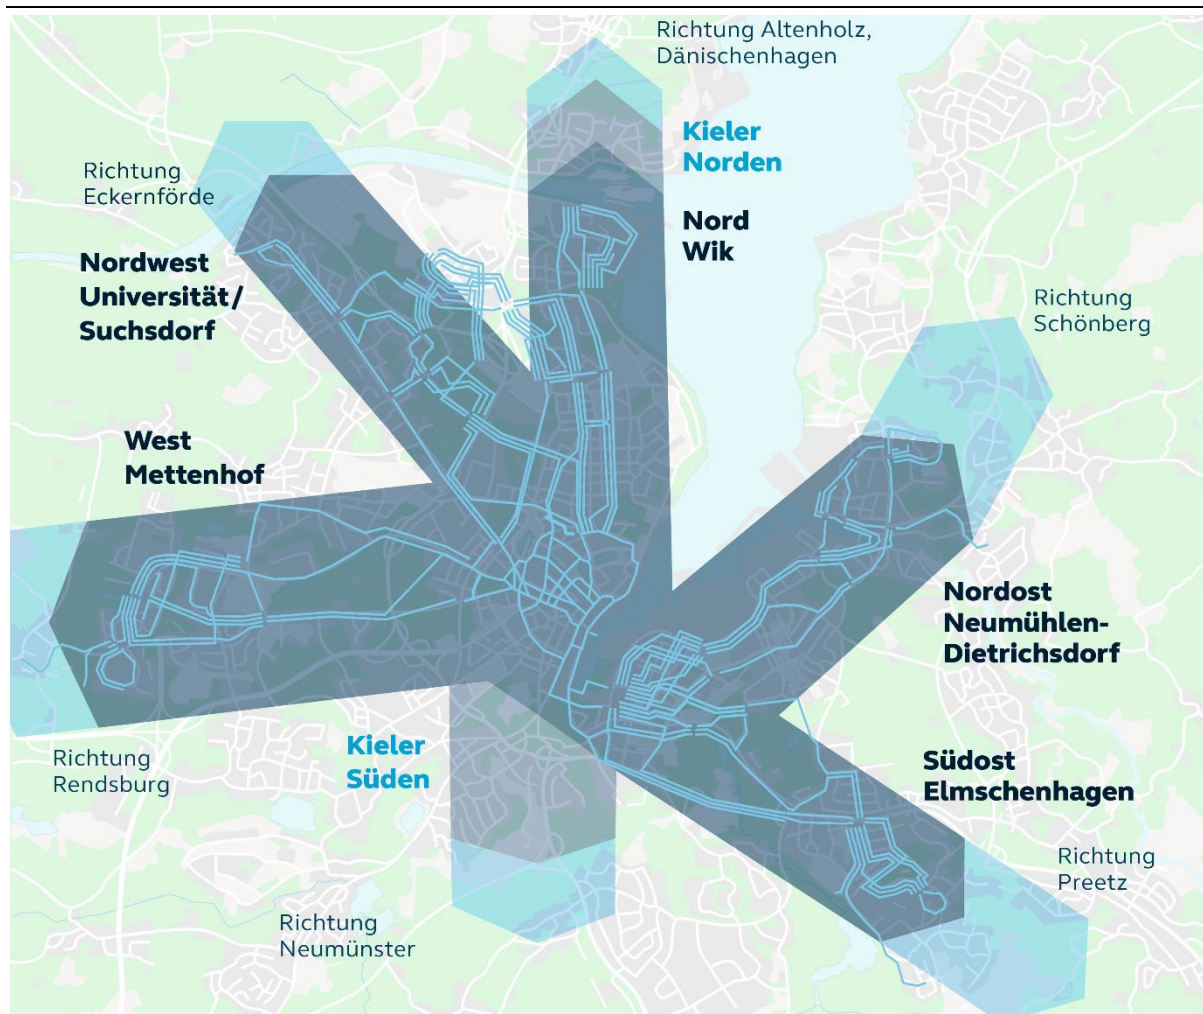 Richtung Altenholz,
Dänischenhagen
Kieler
Norden
Richtung
Eckernförde
Nord
Wik
Nordwest
Universität/
Suchsdorf
Richtung
Schönberg
West
Mettenhof
Nordost
Neumühlen-
Dietrichsdorf
Kieler
Süden
Richtung
Rendsburg
Südost
Elmschenhagen
Richtung
Preetz
Richtung
Neumünster